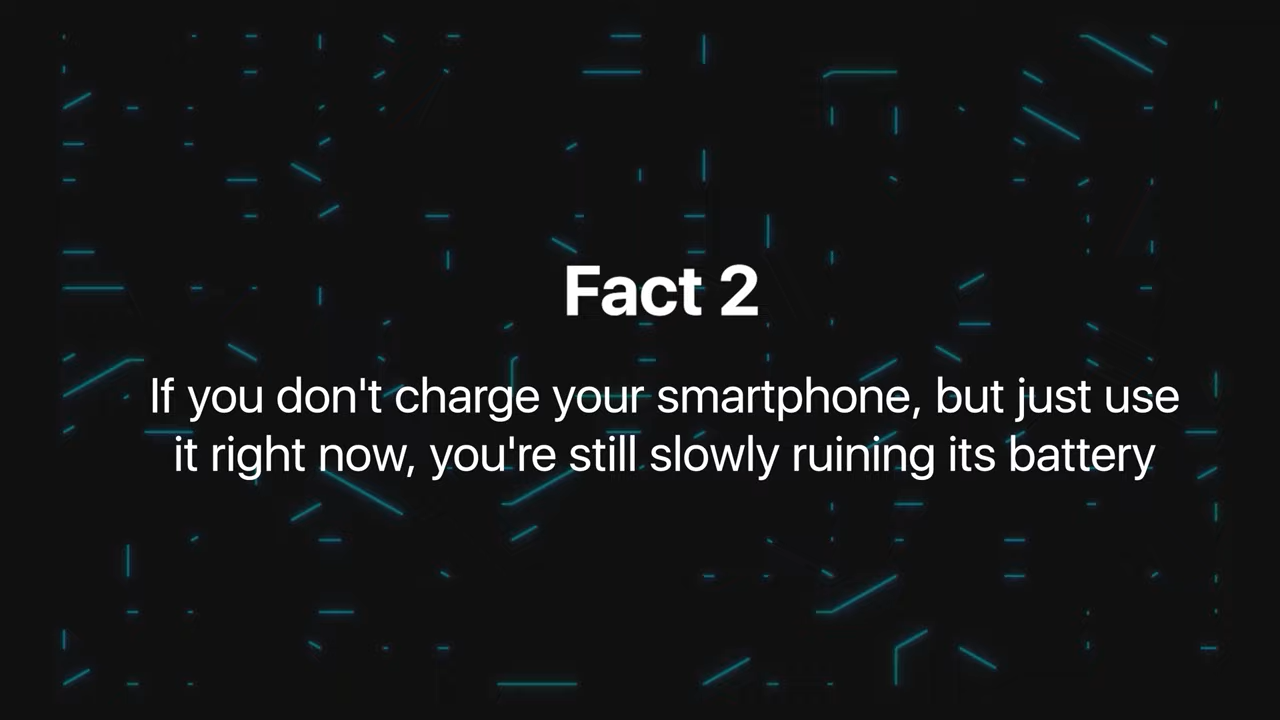 Fact 2
If you don't charge your smartphone, but just use
it right now, you're still slowly ruining its battery